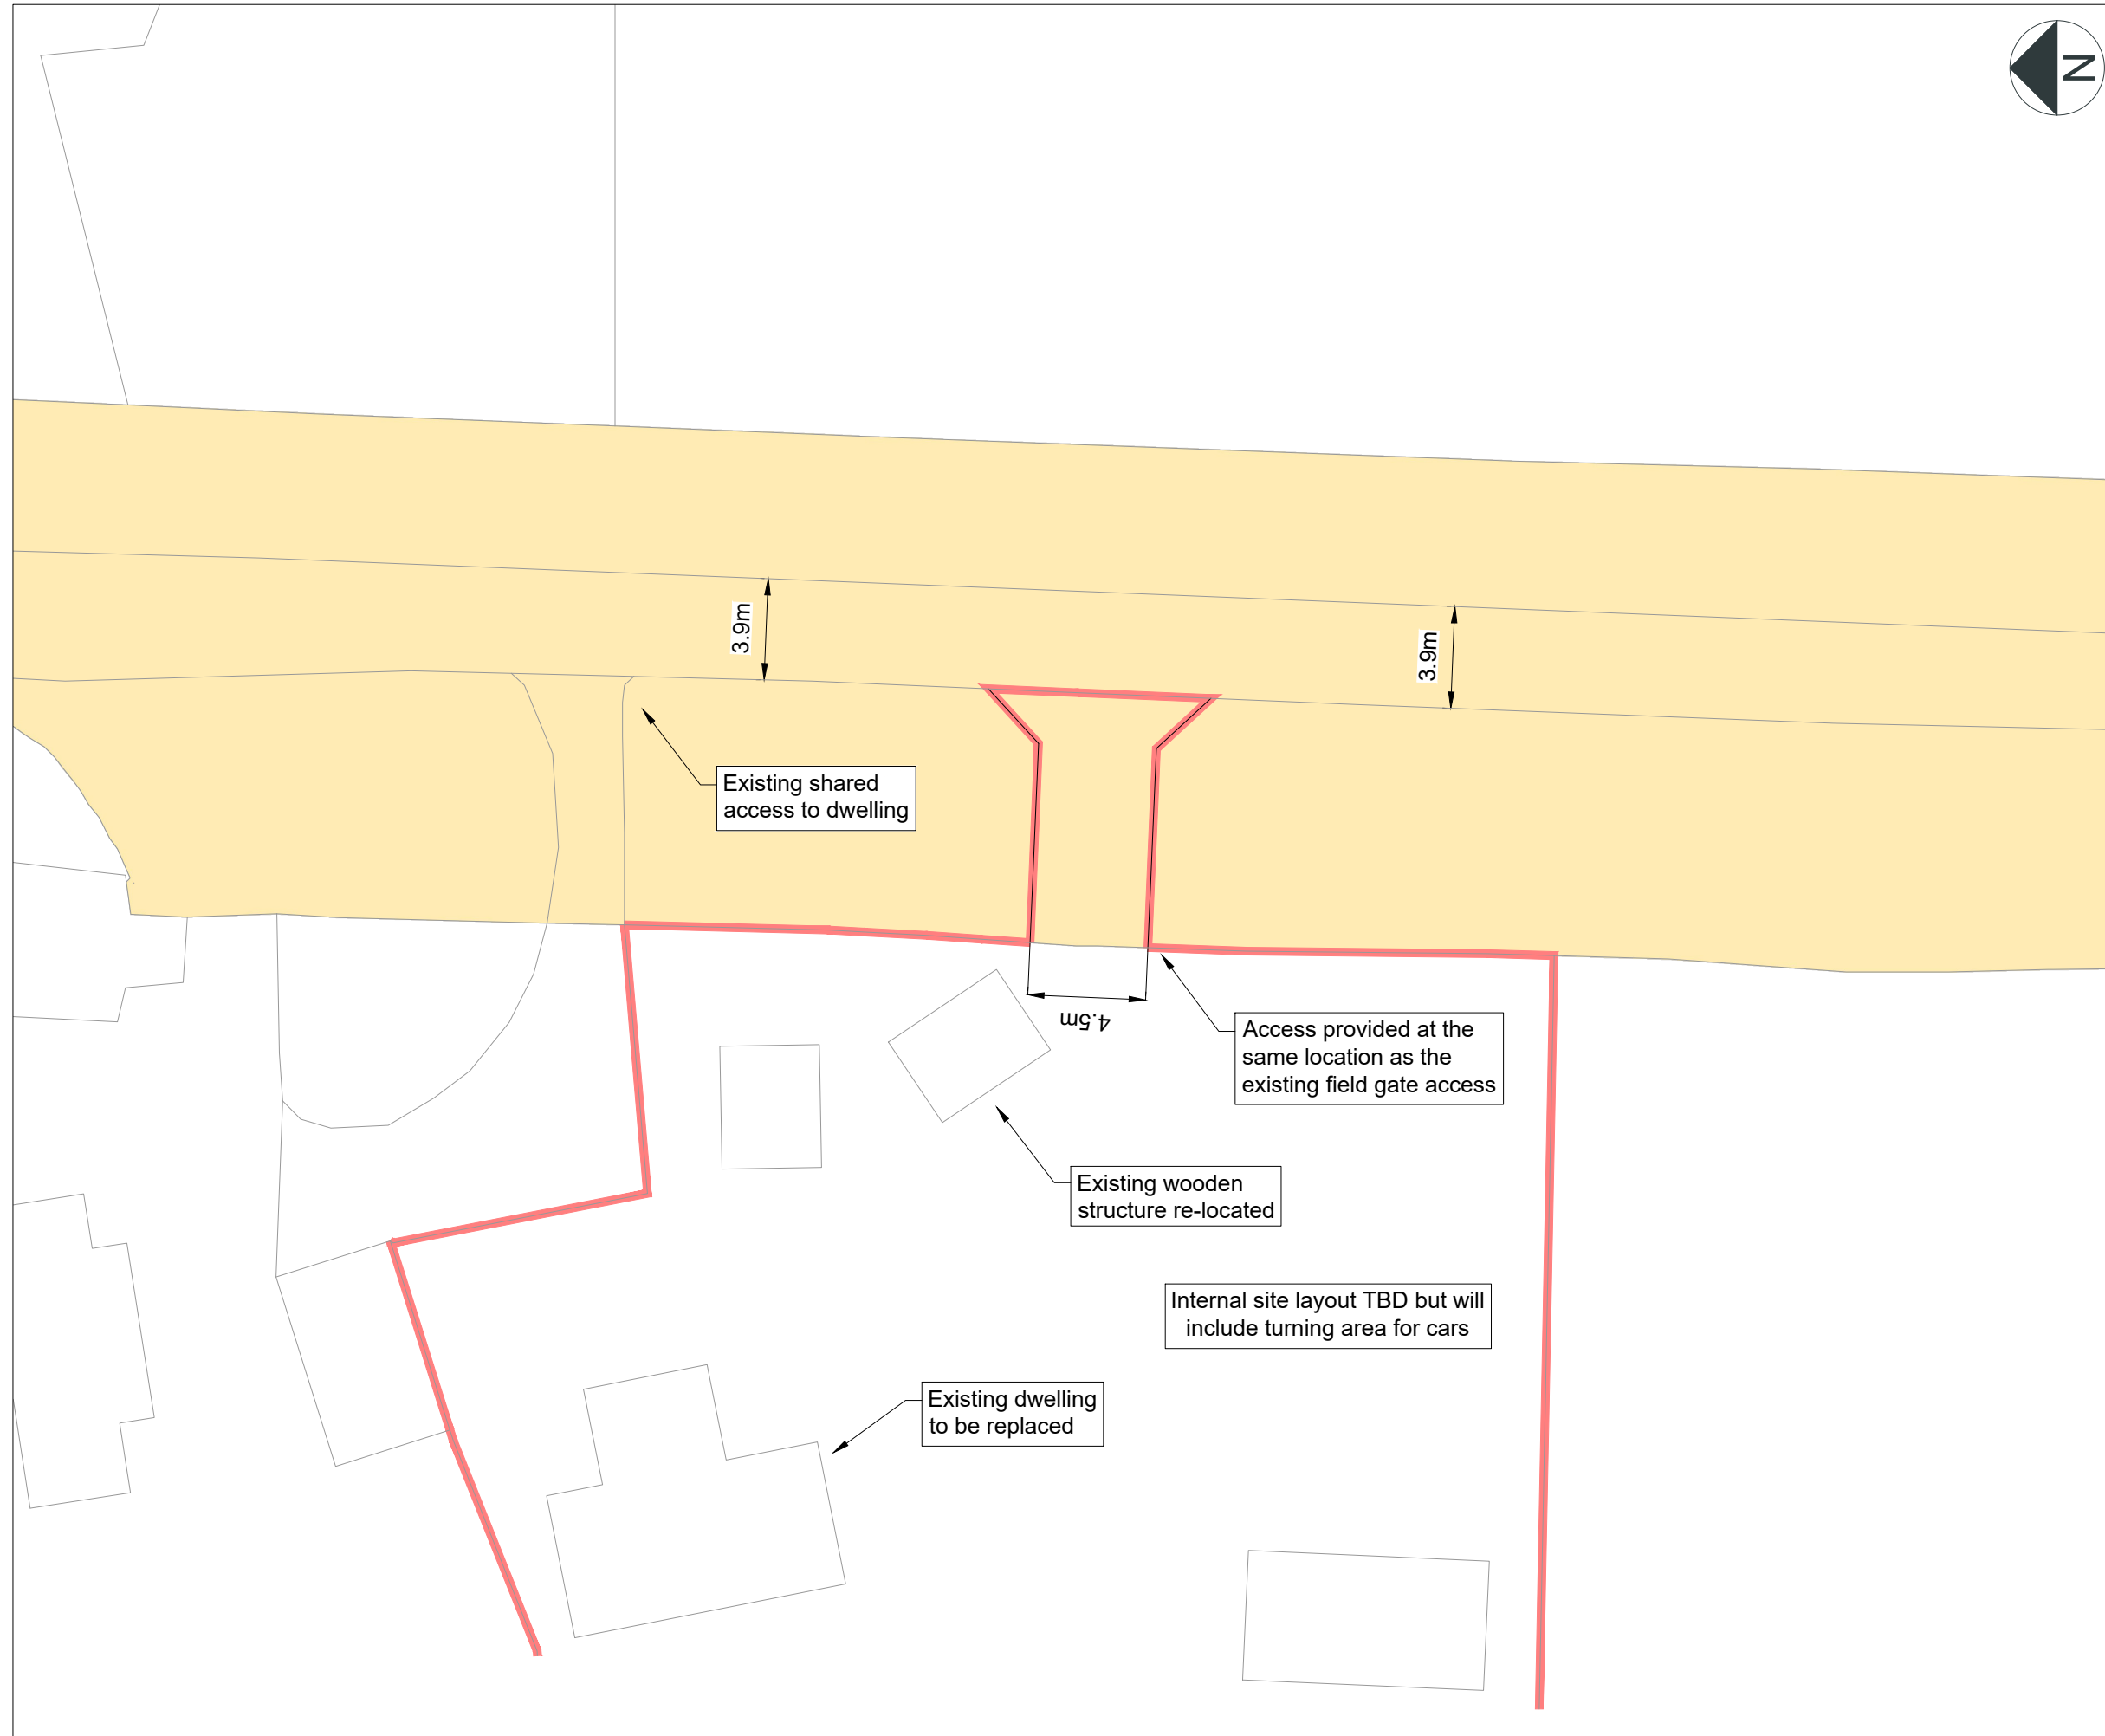 N
3.9m
3.9m
Existing shared
access to dwelling
4.5m
Access provided at the
same location as the
existing field gate access
Existing wooden
structure re-located
Internal site layout TBD but will
include turning area for cars
Existing dwelling
to be replaced